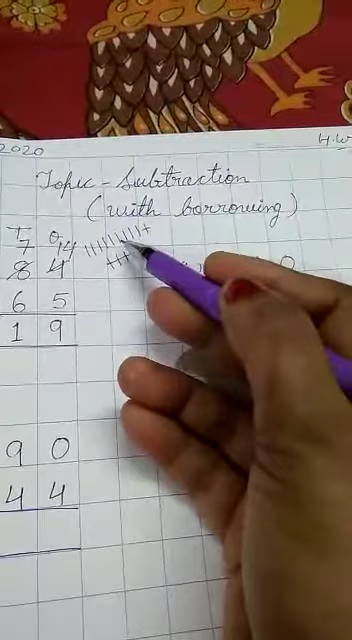 2020 H.W
Topic - Subtraction
(with borrowing)
T O
7 14
8 4
6 5
1 9
9 0
4 4